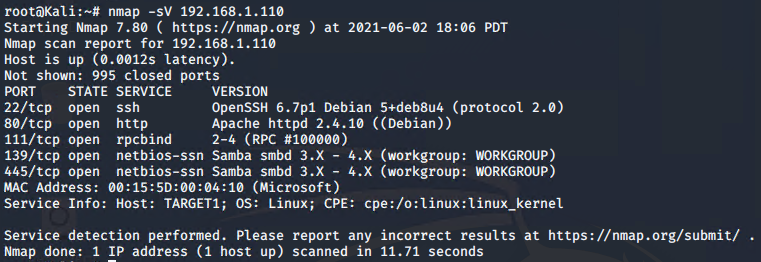 root@Kali:~# nmap -sV 192.168.1.110
Starting Nmap 7.80 ( https://nmap.org ) at 2021-06-02 18:06 PDT
Nmap scan report for 192.168.1.110
Host is up (0.0012s latency).
Not shown: 995 closed ports
PORT    STATE SERVICE     VERSION
22/tcp  open  ssh         OpenSSH 6.7p1 Debian 5+deb8u4 (protocol 2.0)
80/tcp  open  http        Apache httpd 2.4.10 ((Debian))
111/tcp open  rpcbind     2-4 (RPC #100000)
139/tcp open  netbios-ssn Samba smbd 3.X - 4.X (workgroup: WORKGROUP)
445/tcp open  netbios-ssn Samba smbd 3.X - 4.X (workgroup: WORKGROUP)
MAC Address: 00:15:5D:00:04:10 (Microsoft)
Service Info: Host: TARGET1; OS: Linux; CPE: cpe:/o:linux:linux_kernel

Service detection performed. Please report any incorrect results at https://nmap.org/submit/ .
Nmap done: 1 IP address (1 host up) scanned in 11.71 seconds